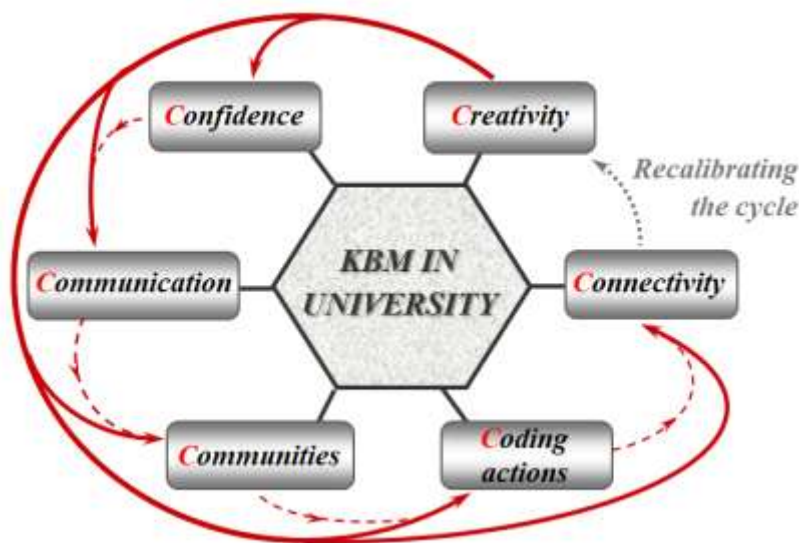 Confidence
Creativity
Recalibrating
the cycle
KBM IN
UNIVERSITY
Communication
Connectivity
Communities
Coding
actions